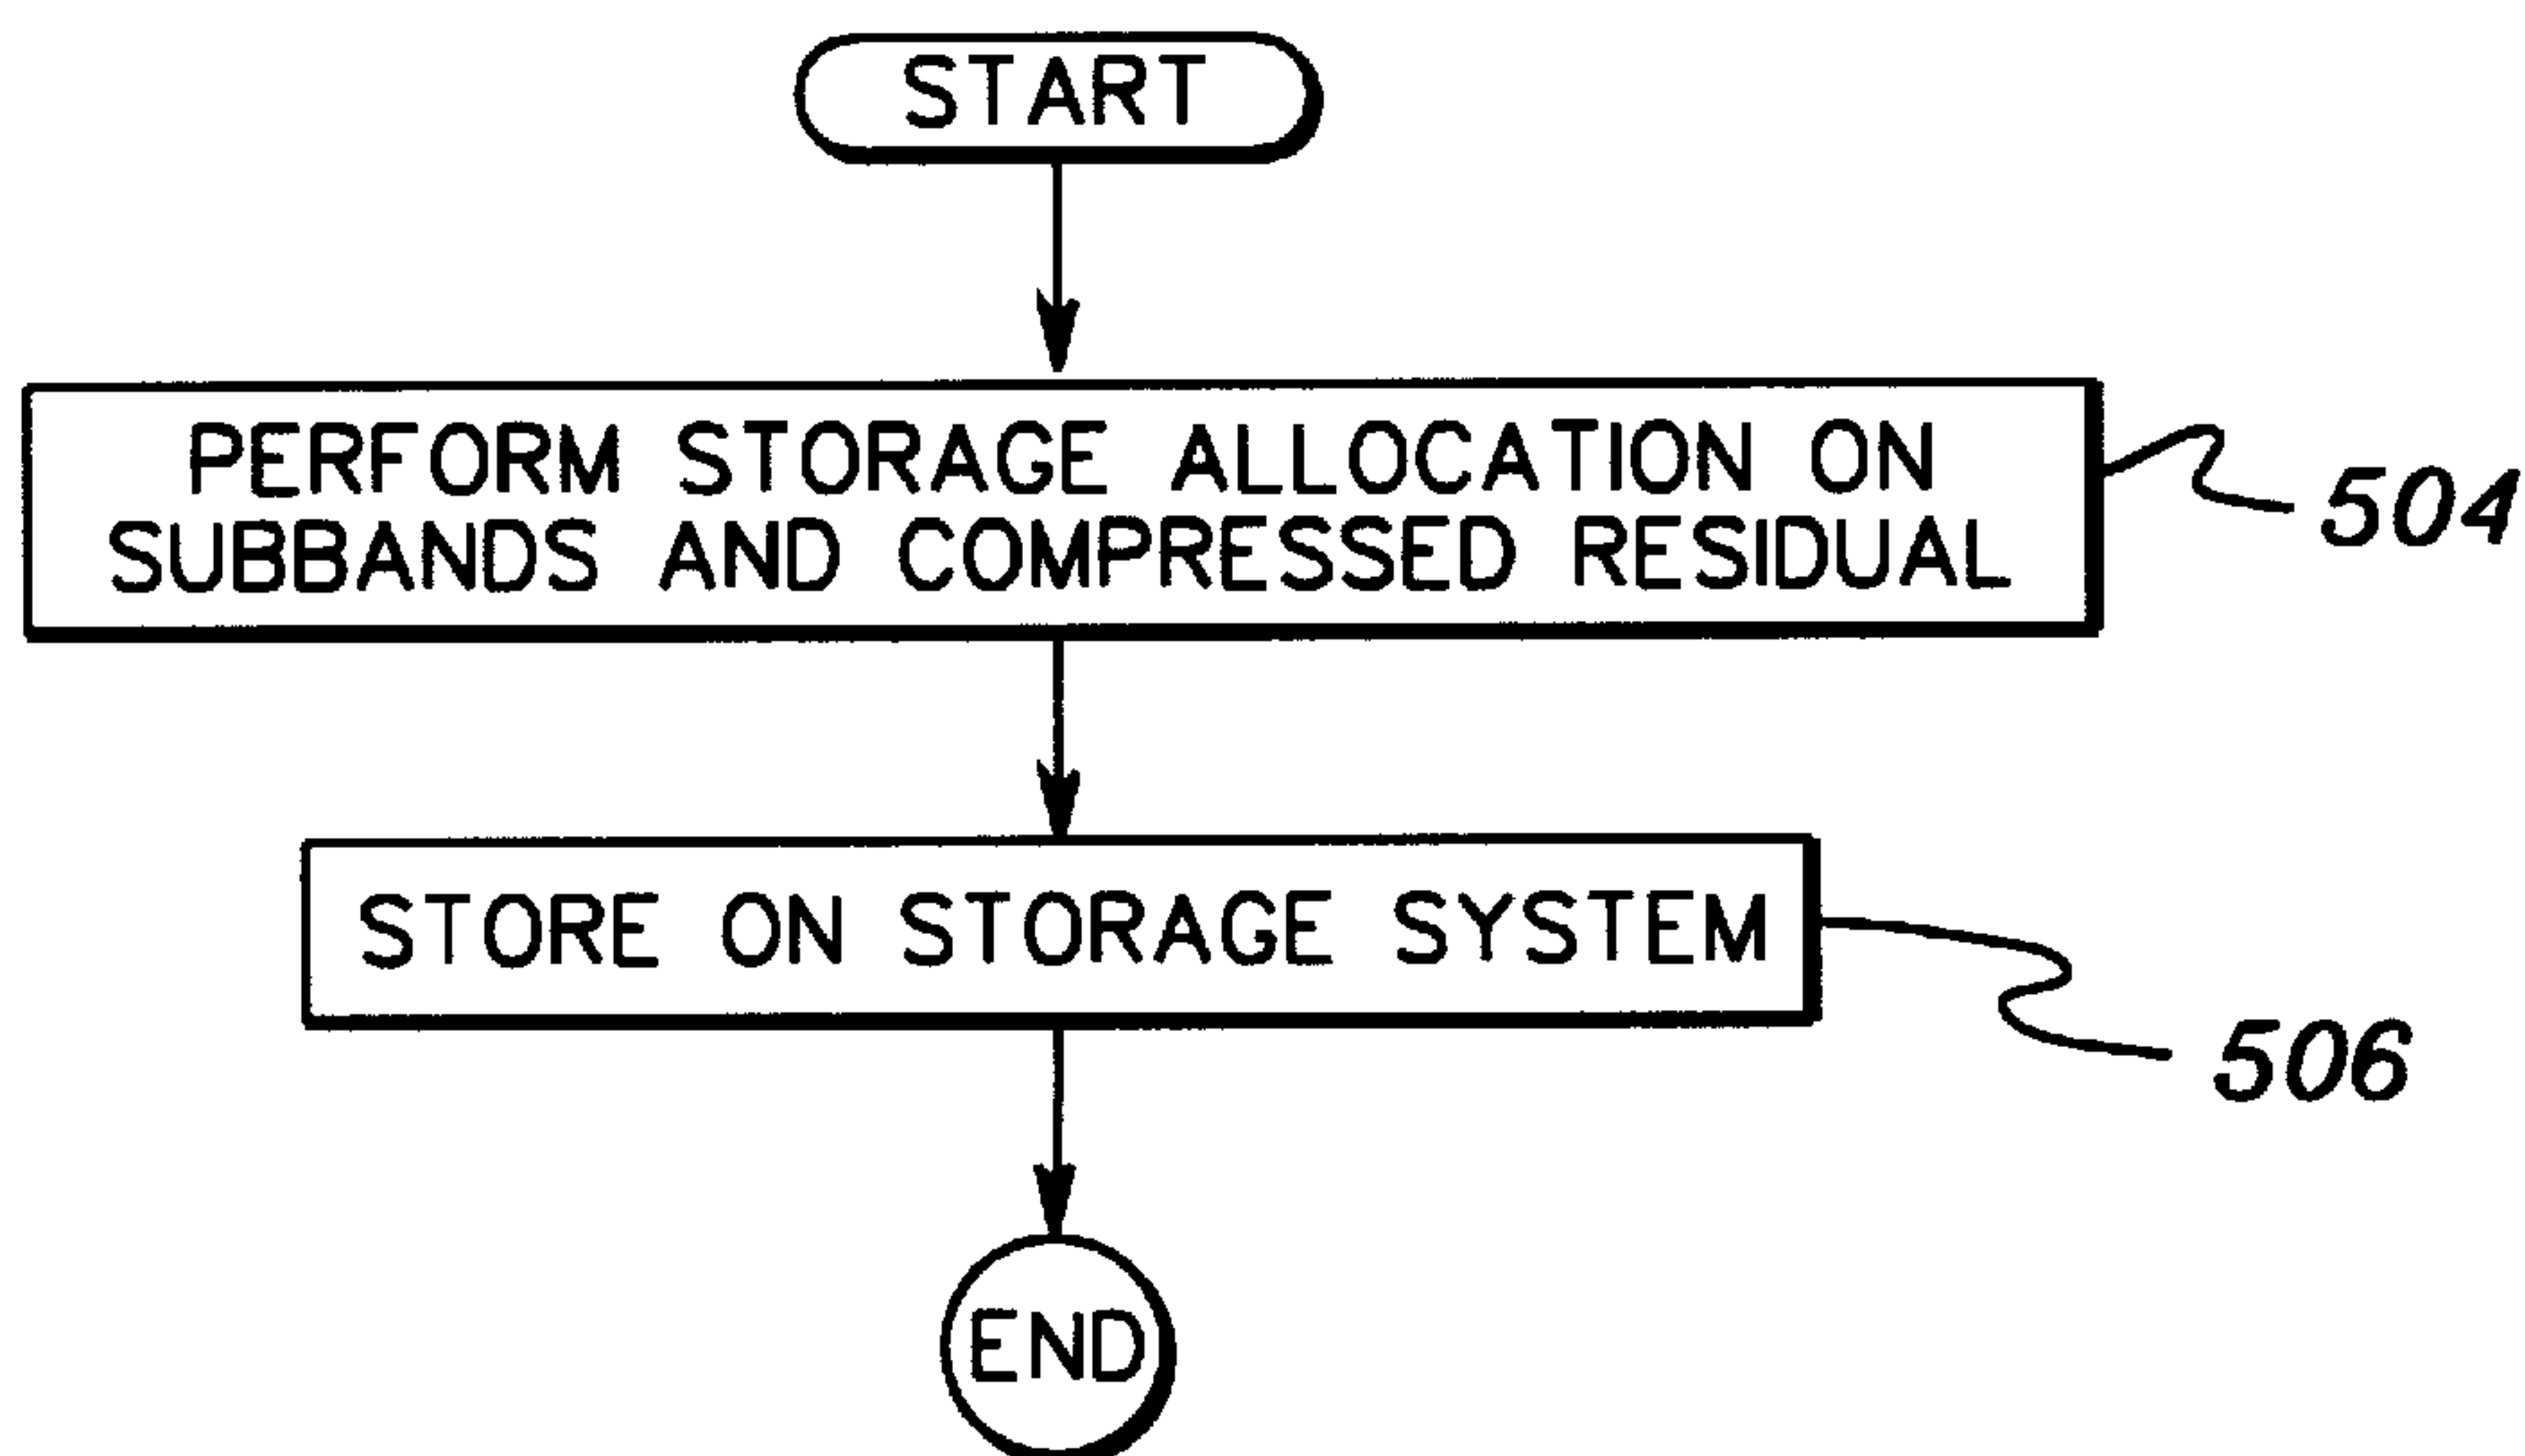 START
PERFORM STORAGE ALLOCATION ON
SUBBANDS AND COMPRESSED RESIDUAL
504
STORE ON STORAGE SYSTEM
506
END